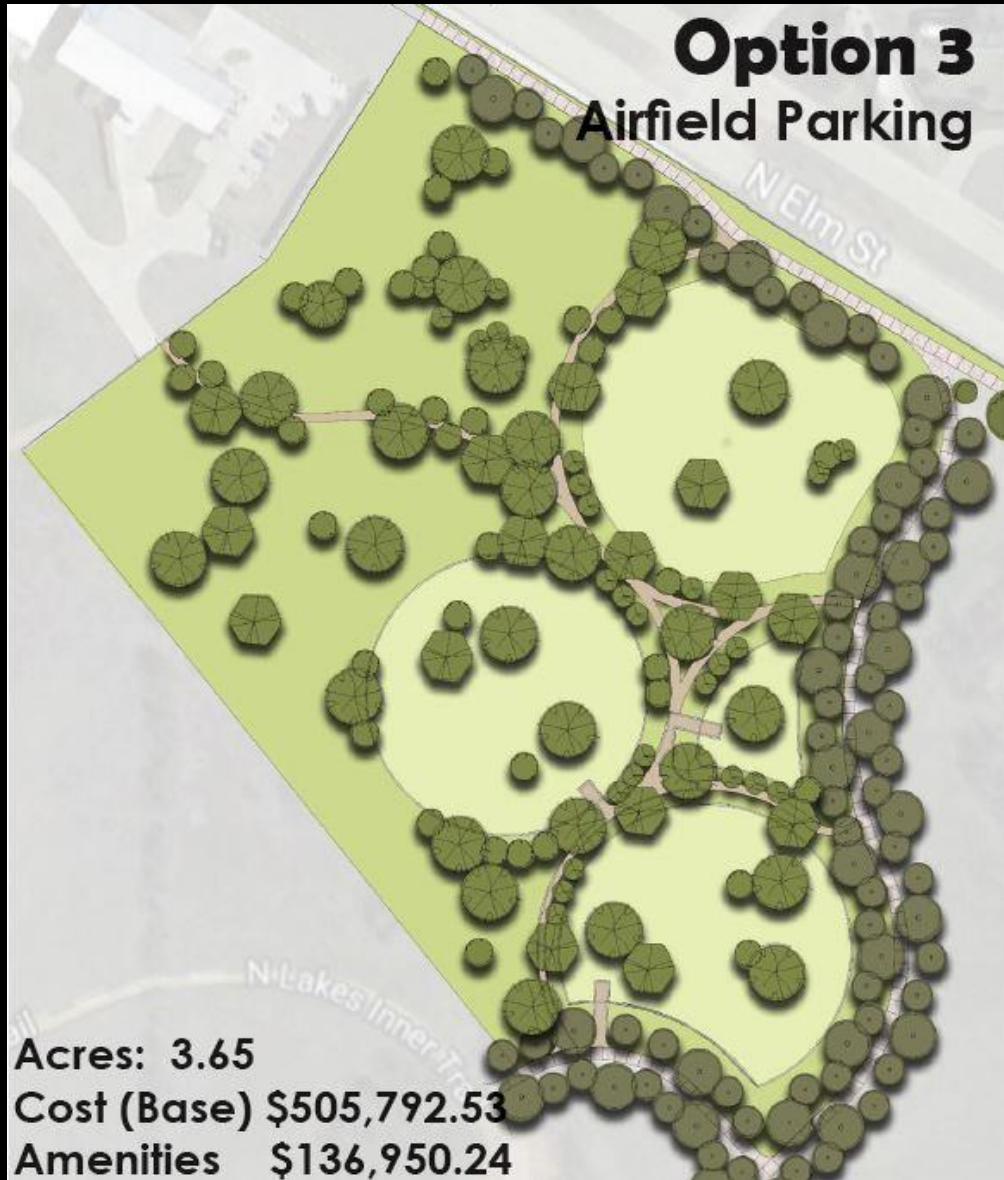 Option 3
Airfield Parking
N Elm St
N Lakes Inner Tra
Acres: 3.65
Cost (Base) $505,792.53
Amenities $136,950.24